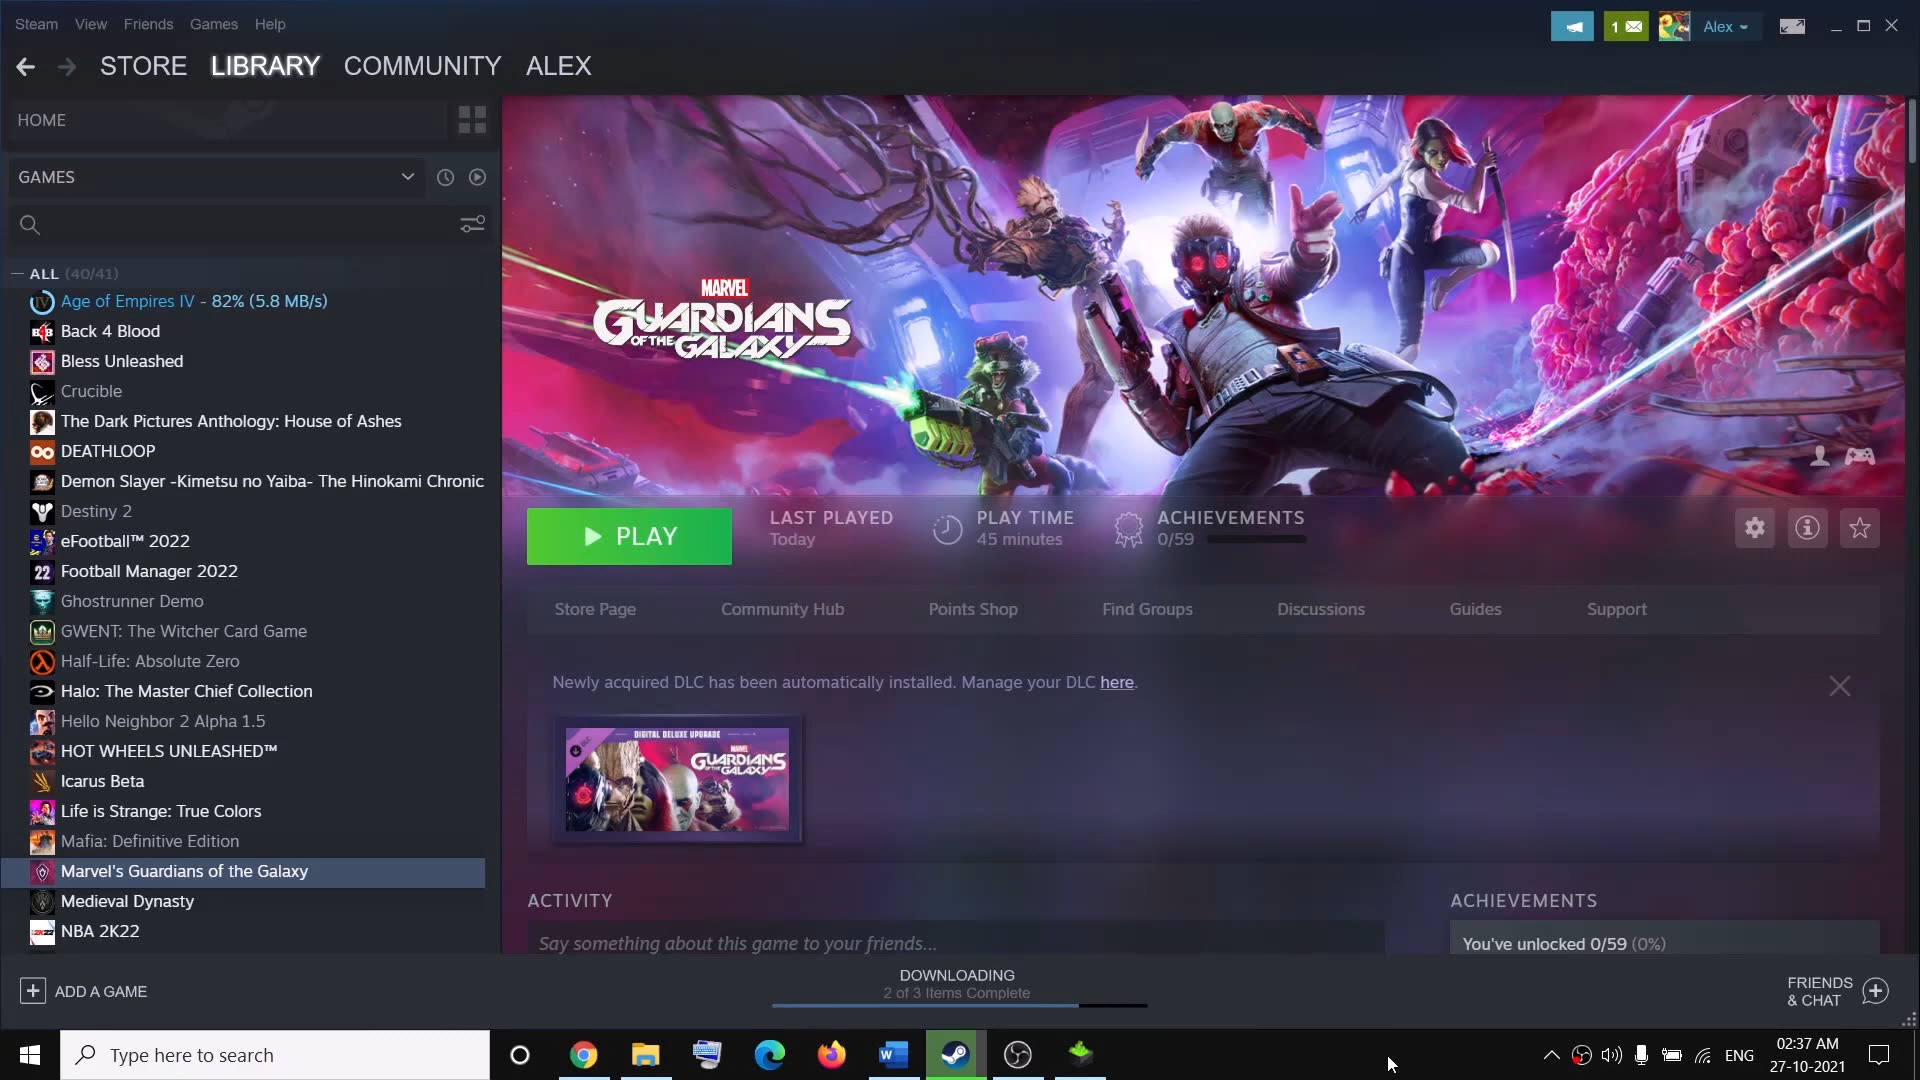 Steam View Friends Games Help
1
Alex
STORE LIBRARY COMMUNITY ALEX
HOME
GAMES
ALL (40/41)
Age of Empires IV - 82% (5.8 MB/s)
Back 4 Blood
Bless Unleashed
Crucible
The Dark Pictures Anthology: House of Ashes
DEATHLOOP
Demon Slayer -Kimetsu no Yaiba- The Hinokami Chronic
Destiny 2
eFootball™ 2022
Football Manager 2022
Ghostrunner Demo
GWENT: The Witcher Card Game
Half-Life: Absolute Zero
Halo: The Master Chief Collection
Hello Neighbor 2 Alpha 1.5
HOT WHEELS UNLEASHED™
Icarus Beta
Life is Strange: True Colors
Mafia: Definitive Edition
Marvel's Guardians of the Galaxy
Medieval Dynasty
NBA 2K22
MARVEL
GUARDIANS
OF THE GALAXY
PLAY
LAST PLAYED
Today
PLAY TIME
45 minutes
ACHIEVEMENTS
0/59
Store Page Community Hub Points Shop Find Groups Discussions Guides Support
Newly acquired DLC has been automatically installed. Manage your DLC here.
DLC
DIGITAL DELUXE UPGRADE
MARVEL
GUARDIANS
OF THE GALAXY
ACTIVITY
Say something about this game to your friends...
ACHIEVEMENTS
You've unlocked 0/59 (0%)
ADD A GAME
DOWNLOADING
2 of 3 Items Complete
FRIENDS
& CHAT
Type here to search
ENG
02:37 AM
27-10-2021